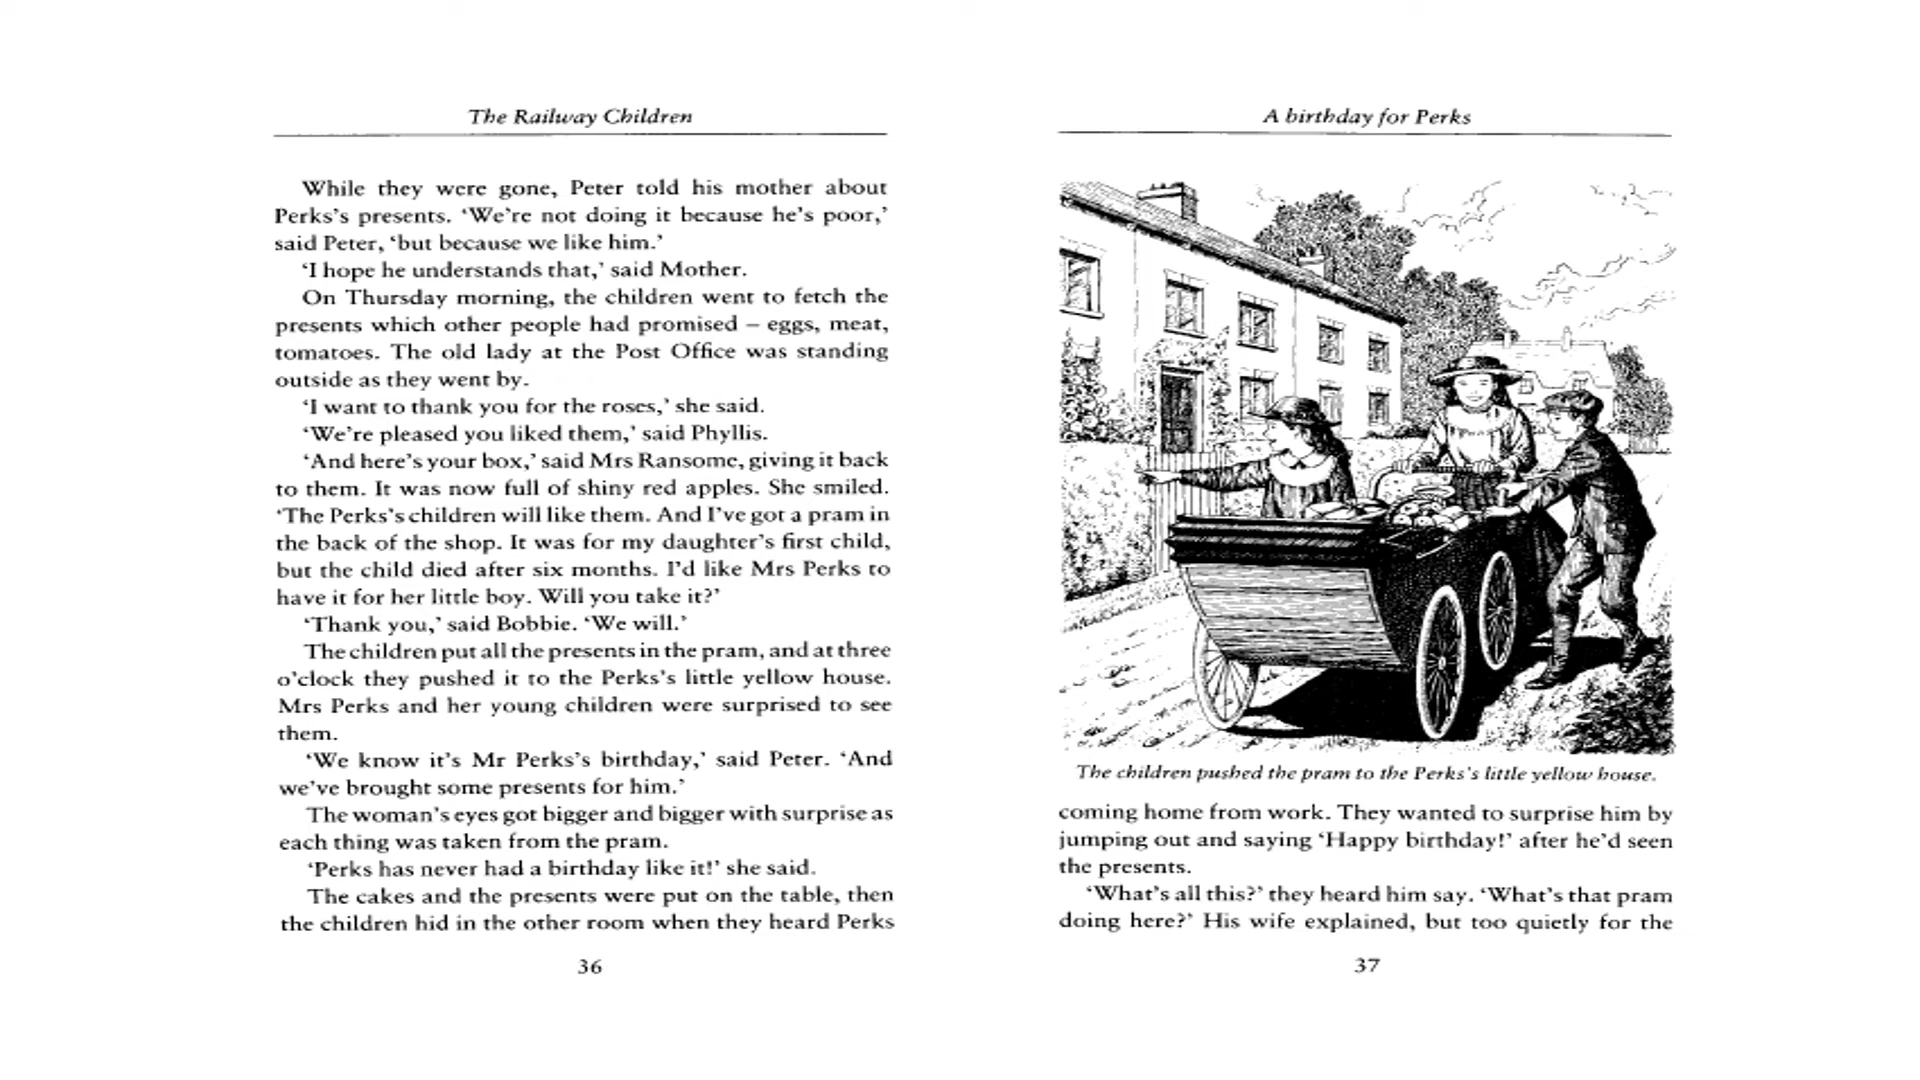 The Railway Children
While they were gone, Peter told his mother about
Perks's presents. ‘We're not doing it because he's poor,’
said Peter, ‘but because we like him.’
‘I hope he understands that,’ said Mother.
On Thursday morning, the children went to fetch the
presents which other people had promised – eggs, meat,
tomatoes. The old lady at the Post Office was standing
outside as they went by.
‘I want to thank you for the roses,’ she said.
‘We're pleased you liked them,’ said Phyllis.
‘And here's your box,’ said Mrs Ransome, giving it back
to them. It was now full of shiny red apples. She smiled.
‘The Perks's children will like them. And I've got a pram in
the back of the shop. It was for my daughter's first child,
but the child died after six months. I'd like Mrs Perks to
have it for her little boy. Will you take it?’
‘Thank you,’ said Bobbie. ‘We will.’
The children put all the presents in the pram, and at three
o'clock they pushed it to the Perks's little yellow house.
Mrs Perks and her young children were surprised to see
them.
‘We know it's Mr Perks's birthday,’ said Peter. ‘And
we've brought some presents for him.’
The woman's eyes got bigger and bigger with surprise as
each thing was taken from the pram.
‘Perks has never had a birthday like it!’ she said.
The cakes and the presents were put on the table, then
the children hid in the other room when they heard Perks
36
A birthday for Perks
The children pushed the pram to the Perks's little yellow house.
coming home from work. They wanted to surprise him by
jumping out and saying ‘Happy birthday!’ after he'd seen
the presents.
‘What's all this?’ they heard him say. ‘What's that pram
doing here?’ His wife explained, but too quietly for the
37